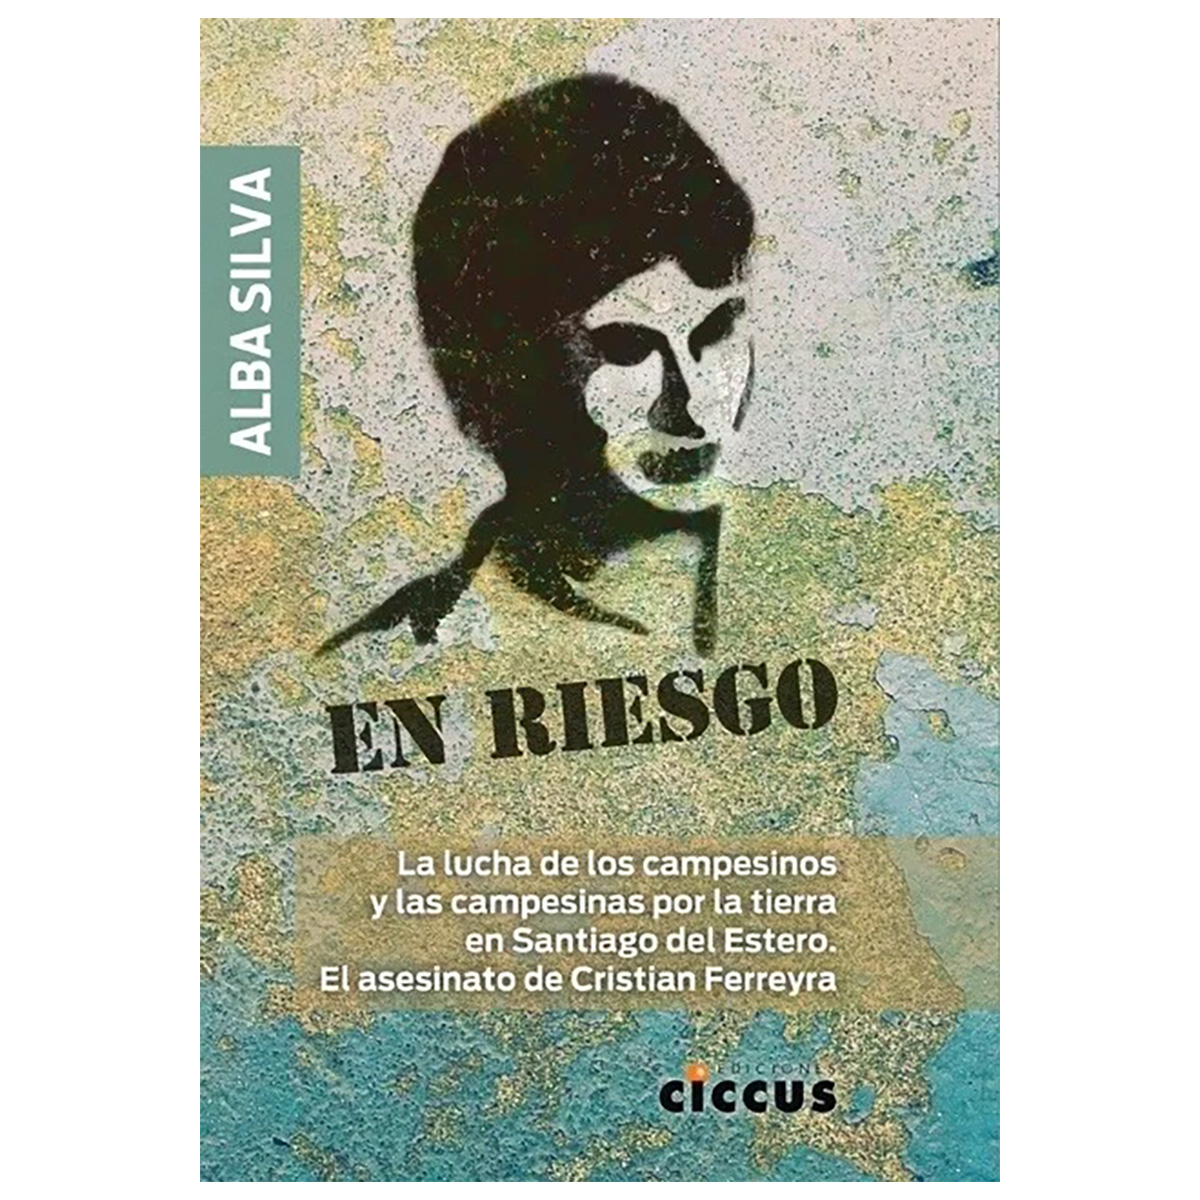 ALBA SILVA
EN RIESGO
La lucha de los campesinos
y las campesinas por la tierra
en Santiago del Estero.
El asesinato de Cristian Ferreyra
EDICIONES
CICCUS